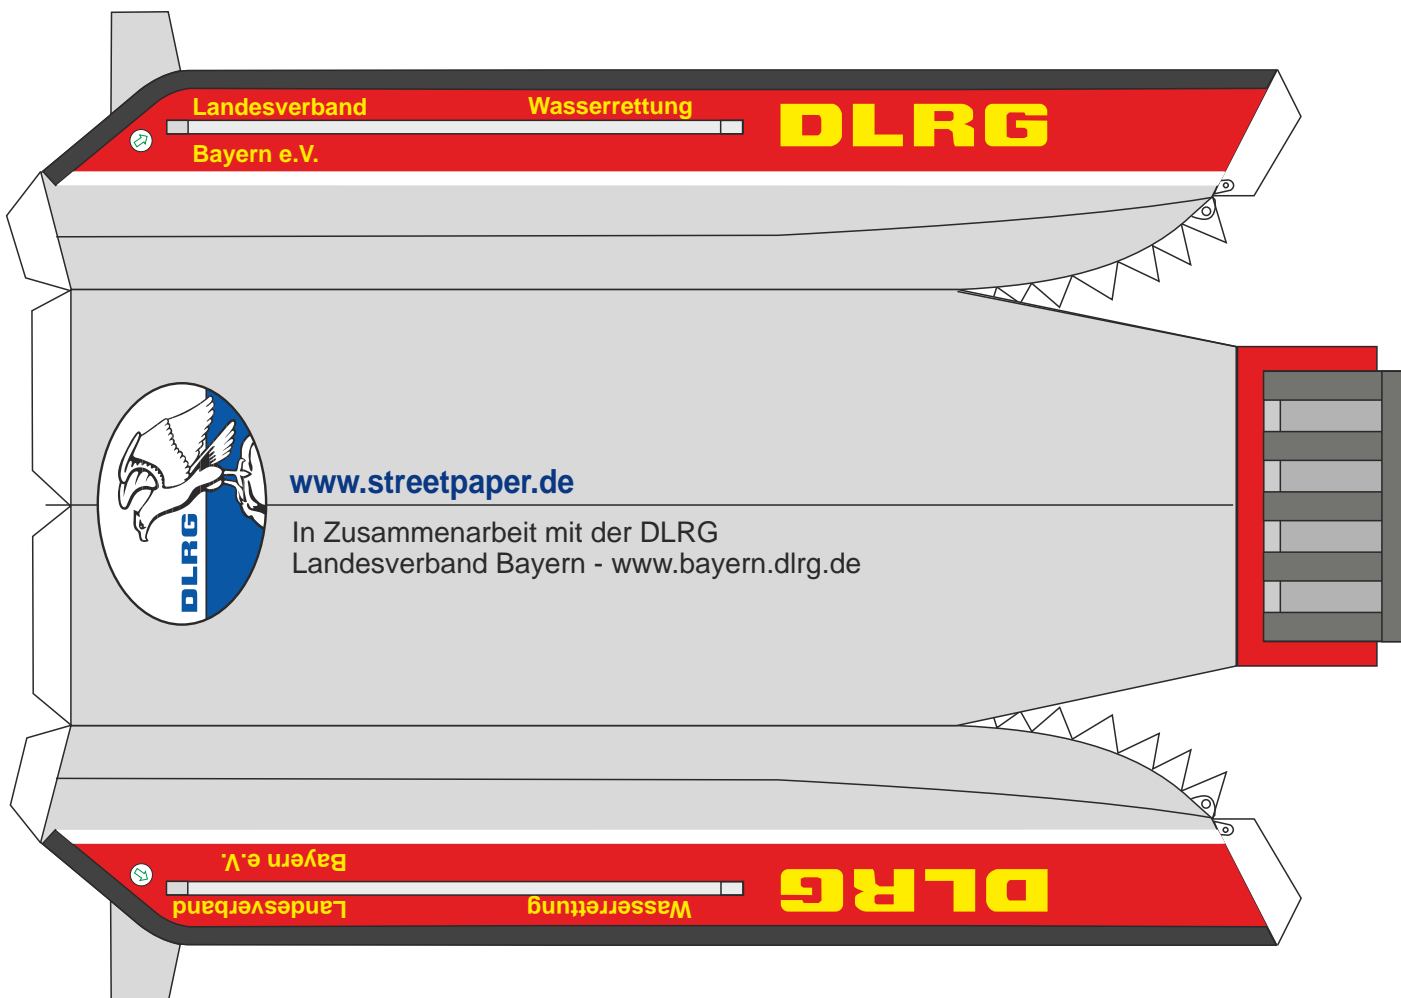 Landesverband Wasserrettung DLRG
Bayern e.V.
www.streetpaper.de
In Zusammenarbeit mit der DLRG
Landesverband Bayern - www.bayern.dlrg.de
DLRG
Bayern e.V.
Landesverband Wasserrettung DLRG